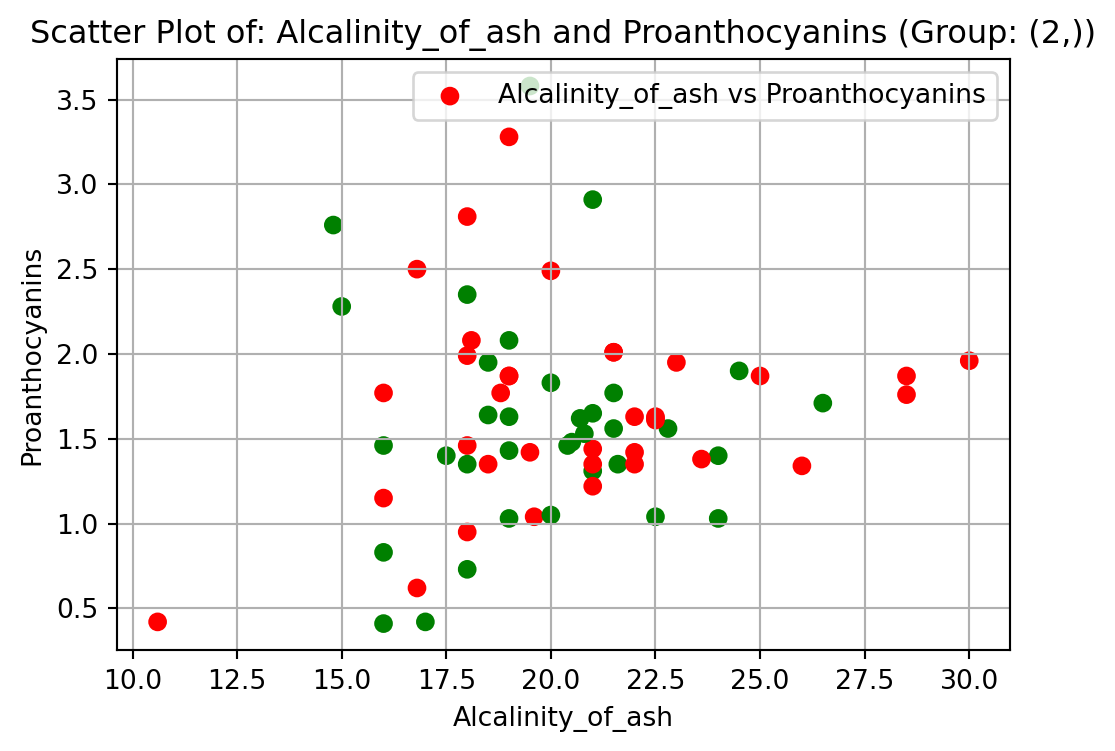 Scatter Plot of: Alcalinity_of_ash and Proanthocyanins (Group: (2,))
Alcalinity_of_ash vs Proanthocyanins
3.5
3.0
2.5
2.0
1.5
1.0
0.5
Proanthocyanins
10.0 12.5 15.0 17.5 20.0 22.5 25.0 27.5 30.0
Alcalinity_of_ash